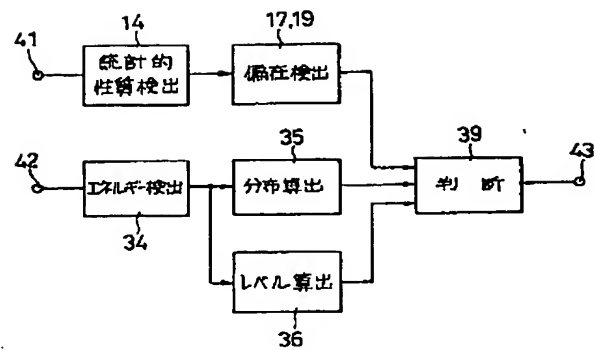 41
14
統計的
性質検出
17,19
偏在検出
42
エネルギー検出
34
35
分布算出
レベル算出
36
39
判断
43